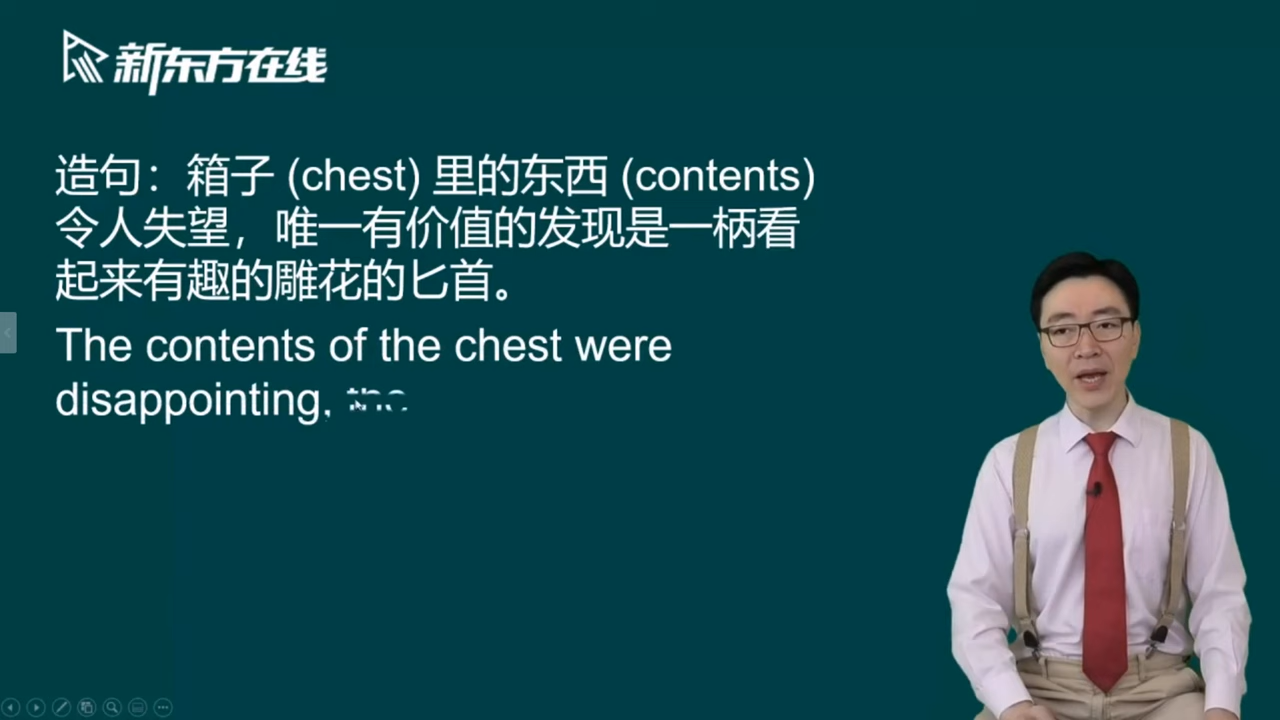 新东方在线
造句：箱子 (chest) 里的东西 (contents)
令人失望，唯一有价值的发现是一柄看
起来有趣的雕花的匕首。
The contents of the chest were
disappointing,